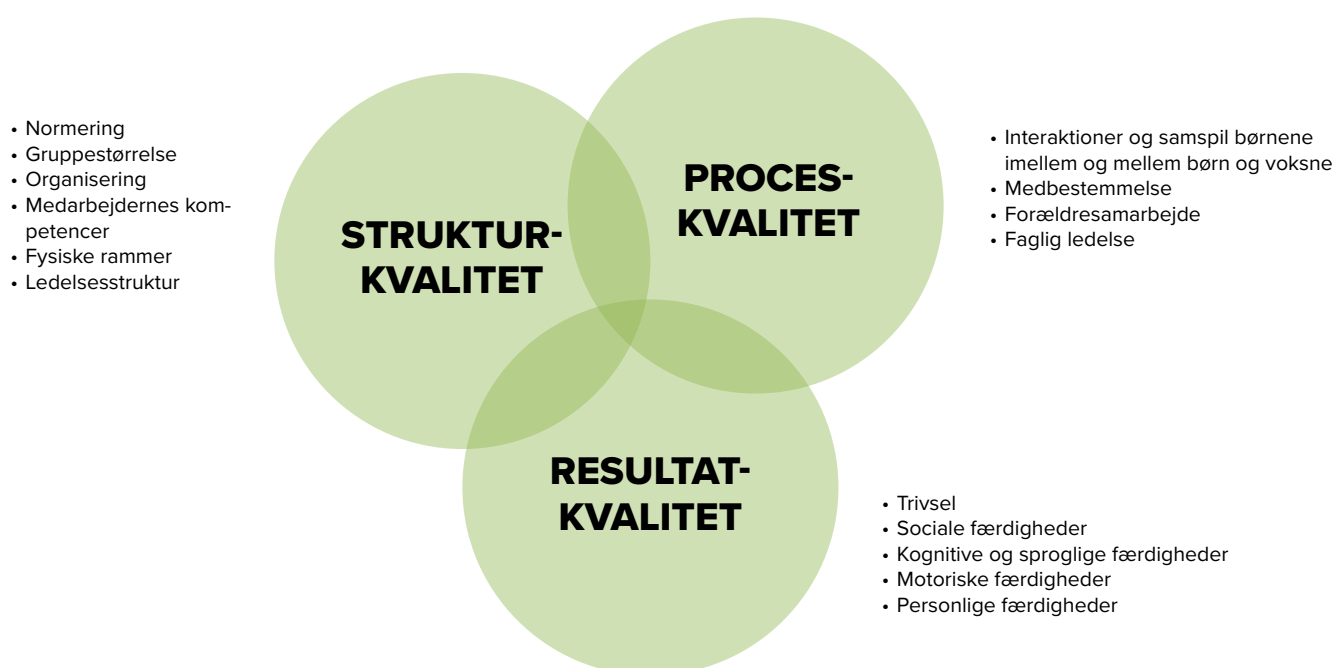 • Normering
• Gruppestørrelse
• Organisering
• Medarbejdernes kom-
petencer
• Fysiske rammer
• Ledelsesstruktur
STRUKTUR-
KVALITET
PROCES-
KVALITET
• Interaktioner og samspil børnene
imellem og mellem børn og voksne
• Medbestemmelse
• Forældresamarbejde
• Faglig ledelse
RESULTAT-
KVALITET
• Trivsel
• Sociale færdigheder
• Kognitive og sproglige færdigheder
• Motoriske færdigheder
• Personlige færdigheder